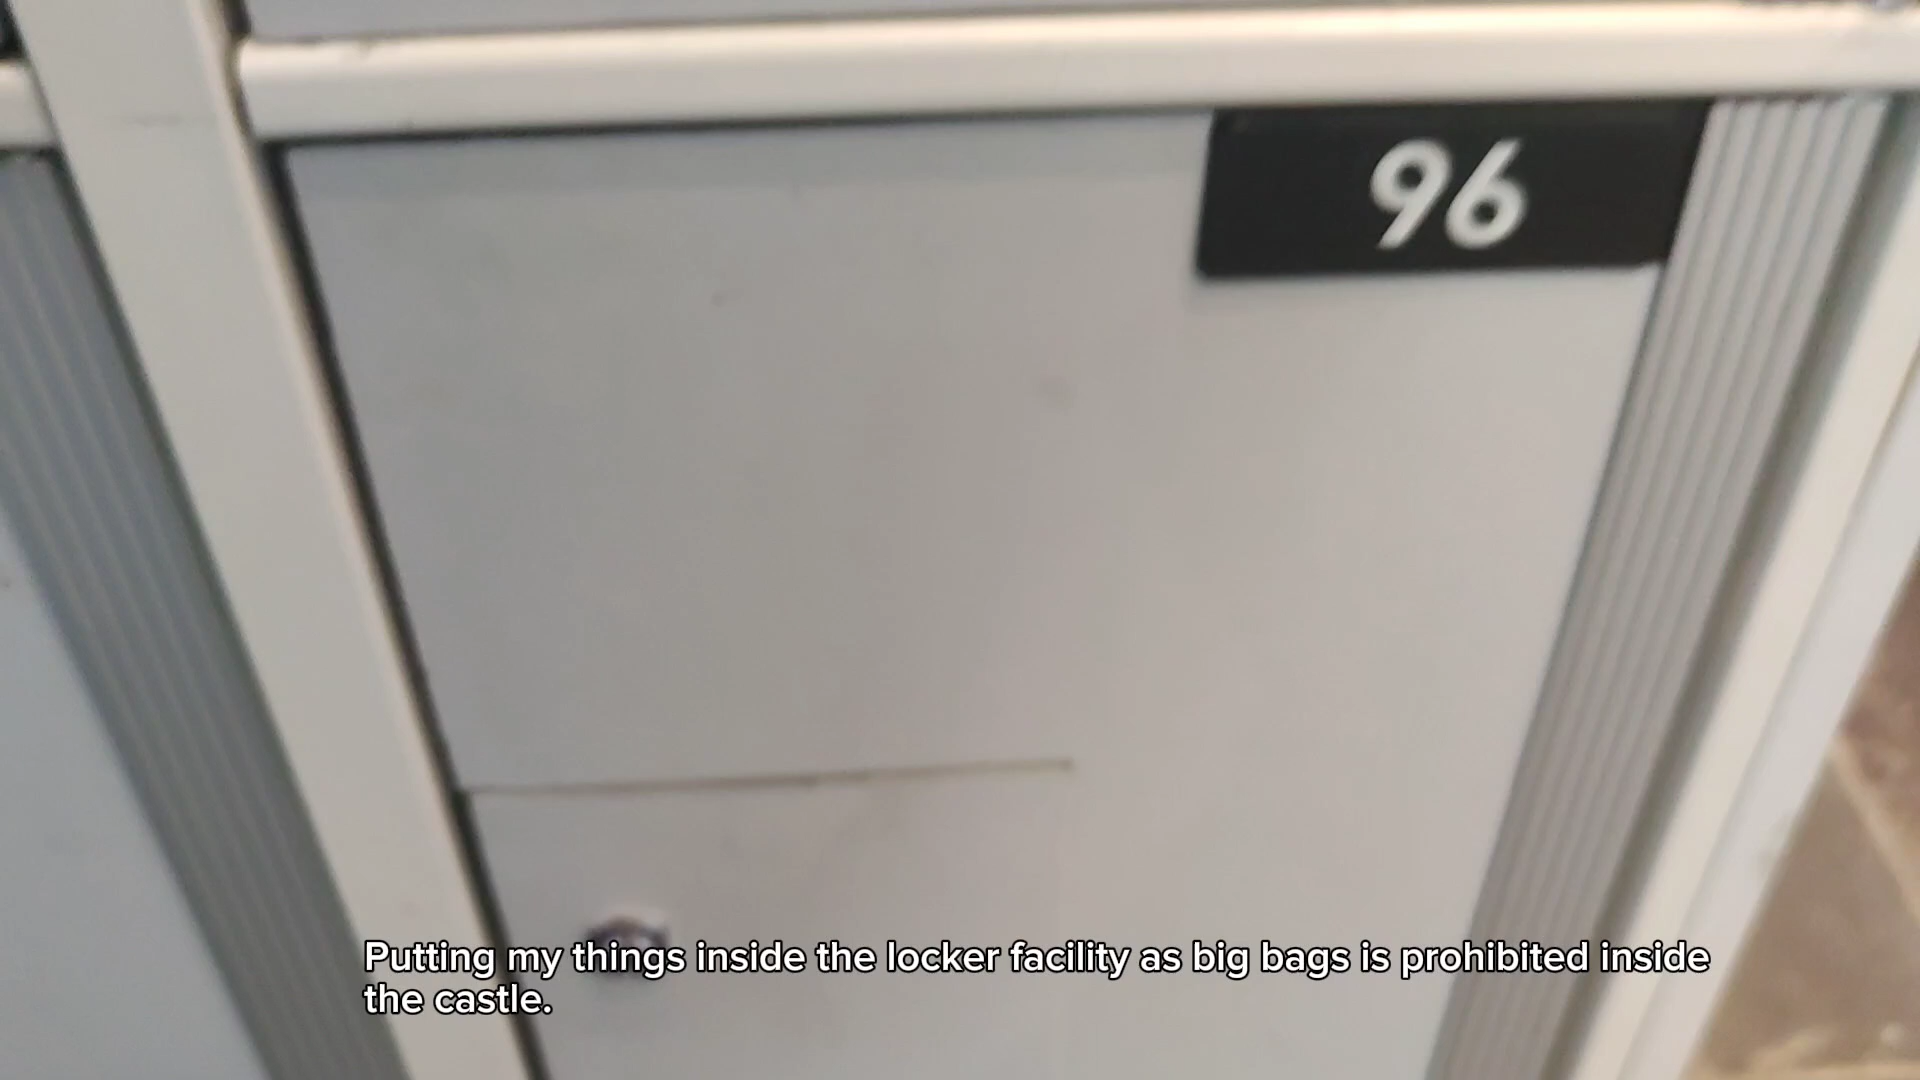 96
Putting my things inside the locker facility as big bags is prohibited inside
the castle.